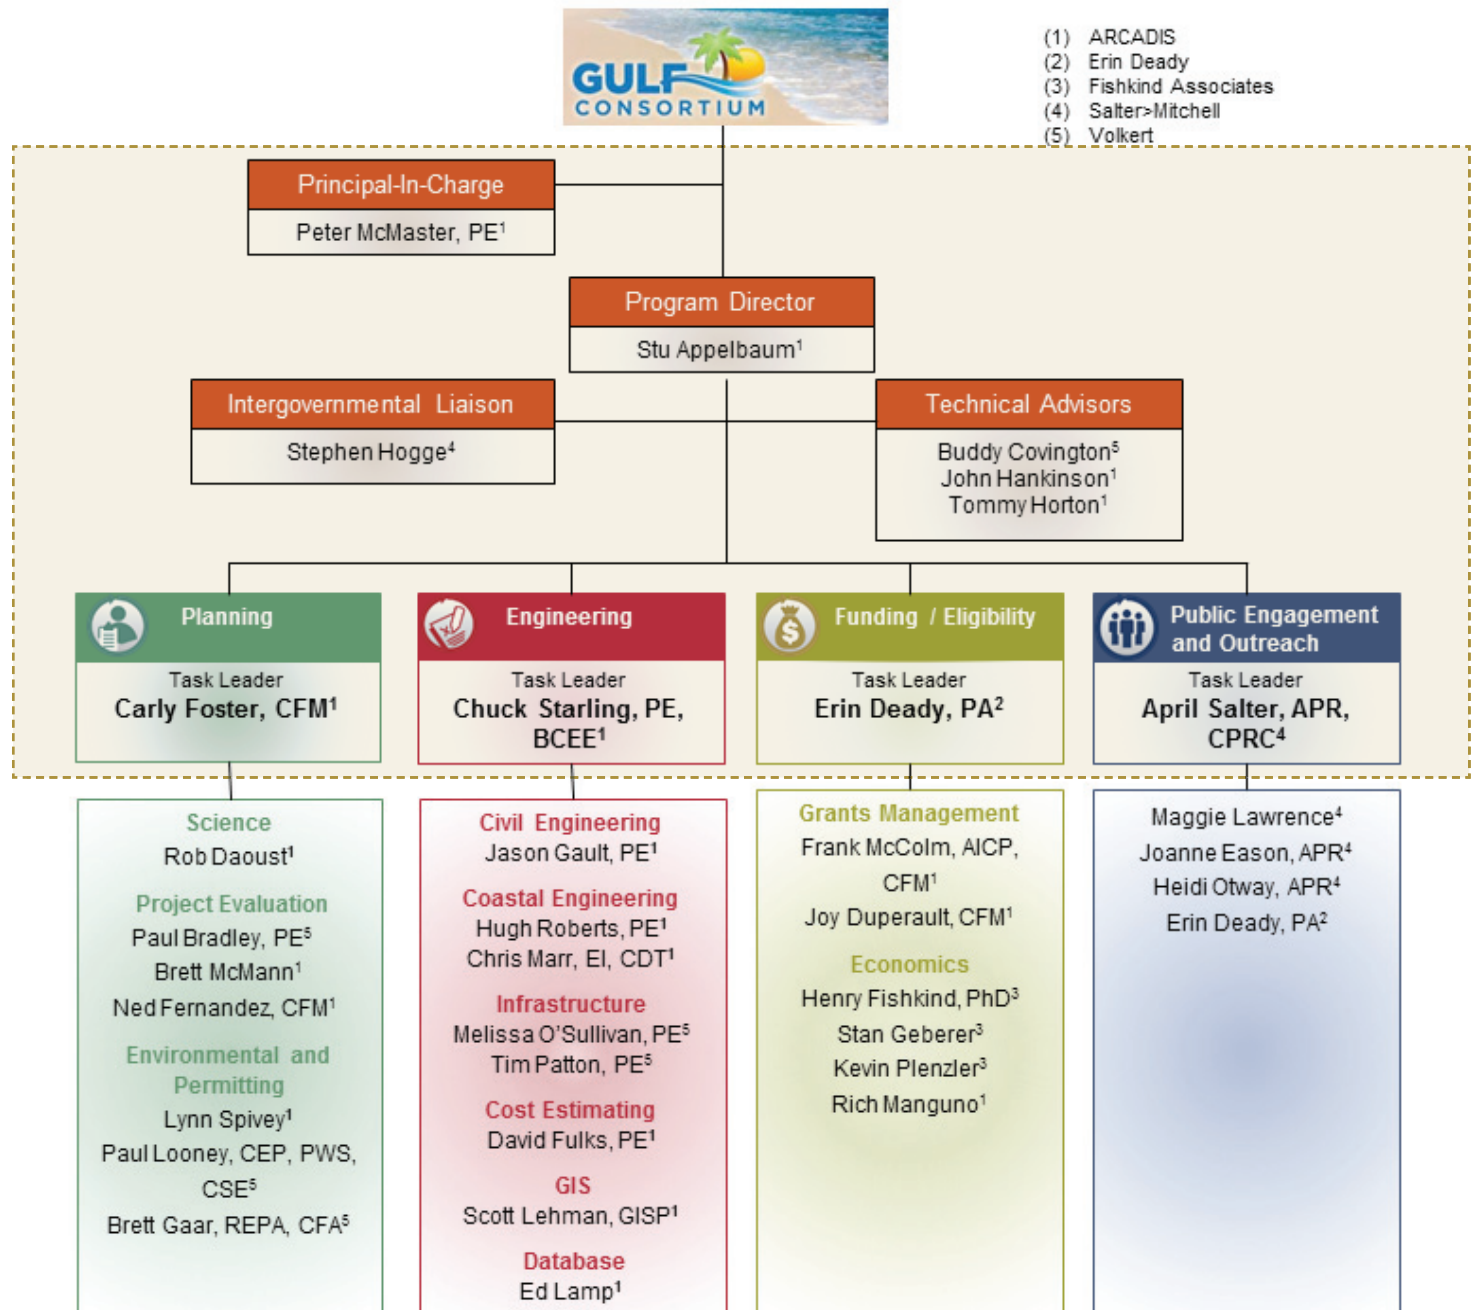 GULF
CONSORTIUM
(1) ARCADIS
(2) Erin Deady
(3) Fishkind Associates
(4) Salter>Mitchell
(5) Volkert
Principal-In-Charge
Peter McMaster, PE¹
Program Director
Stu Appelbaum¹
Intergovernmental Liaison
Stephen Hogge⁴
Technical Advisors
Buddy Covington⁵
John Hankinson¹
Tommy Horton¹
Planning
Task Leader
Carly Foster, CFM¹
Science
Rob Daoust¹
Project Evaluation
Paul Bradley, PE⁵
Brett McMann¹
Ned Fernandez, CFM¹
Environmental and
Permitting
Lynn Spivey¹
Paul Looney, CEP, PWS,
CSE⁵
Brett Gaar, REPA, CFA⁵
Engineering
Task Leader
Chuck Starling, PE,
BCEE¹
Civil Engineering
Jason Gault, PE¹
Coastal Engineering
Hugh Roberts, PE¹
Chris Marr, EI, CDT¹
Infrastructure
Melissa O'Sullivan, PE⁵
Tim Patton, PE⁵
Cost Estimating
David Fulks, PE¹
GIS
Scott Lehman, GISP¹
Database
Ed Lamp¹
Funding / Eligibility
Task Leader
Erin Deady, PA²
Grants Management
Frank McColm, AICP,
CFM¹
Joy Duperault, CFM¹
Economics
Henry Fishkind, PhD³
Stan Geberer³
Kevin Plenzler³
Rich Manguno¹
Public Engagement
and Outreach
Task Leader
April Salter, APR,
CPRC⁴
Maggie Lawrence⁴
Joanne Eason, APR⁴
Heidi Otway, APR⁴
Erin Deady, PA²